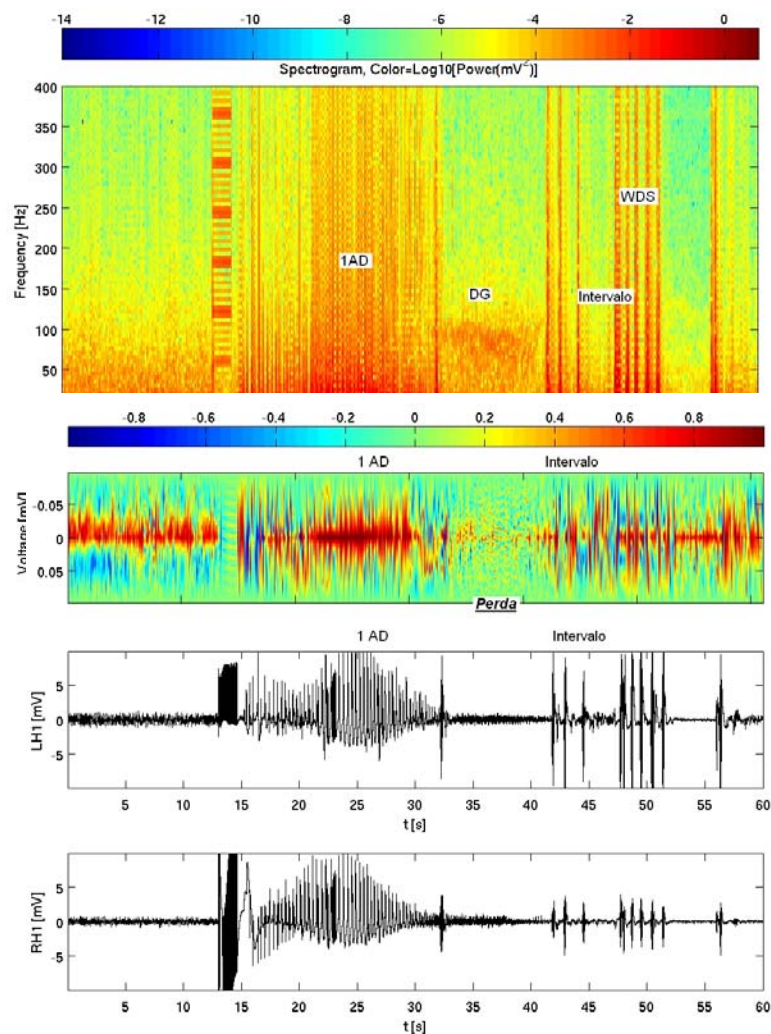 -14 -12 -10 -8 -6 -4 -2 0
Spectrogram, Color=Log10[Power(mV²)]
400
350
300
250
200
150
100
50
Frequency [Hz]
1AD
DG
Intervalo
WDS
-0.8 -0.6 -0.4 -0.2 0 0.2 0.4 0.6 0.8
1 AD Intervalo
-0.05
0
0.05
Voltage [mV]
Perda
1 AD Intervalo
5
0
-5
LH1 [mV]
5 10 15 20 25 30 35 40 45 50 55 60
t [s]
5
0
-5
RH1 [mV]
5 10 15 20 25 30 35 40 45 50 55 60
t [s]